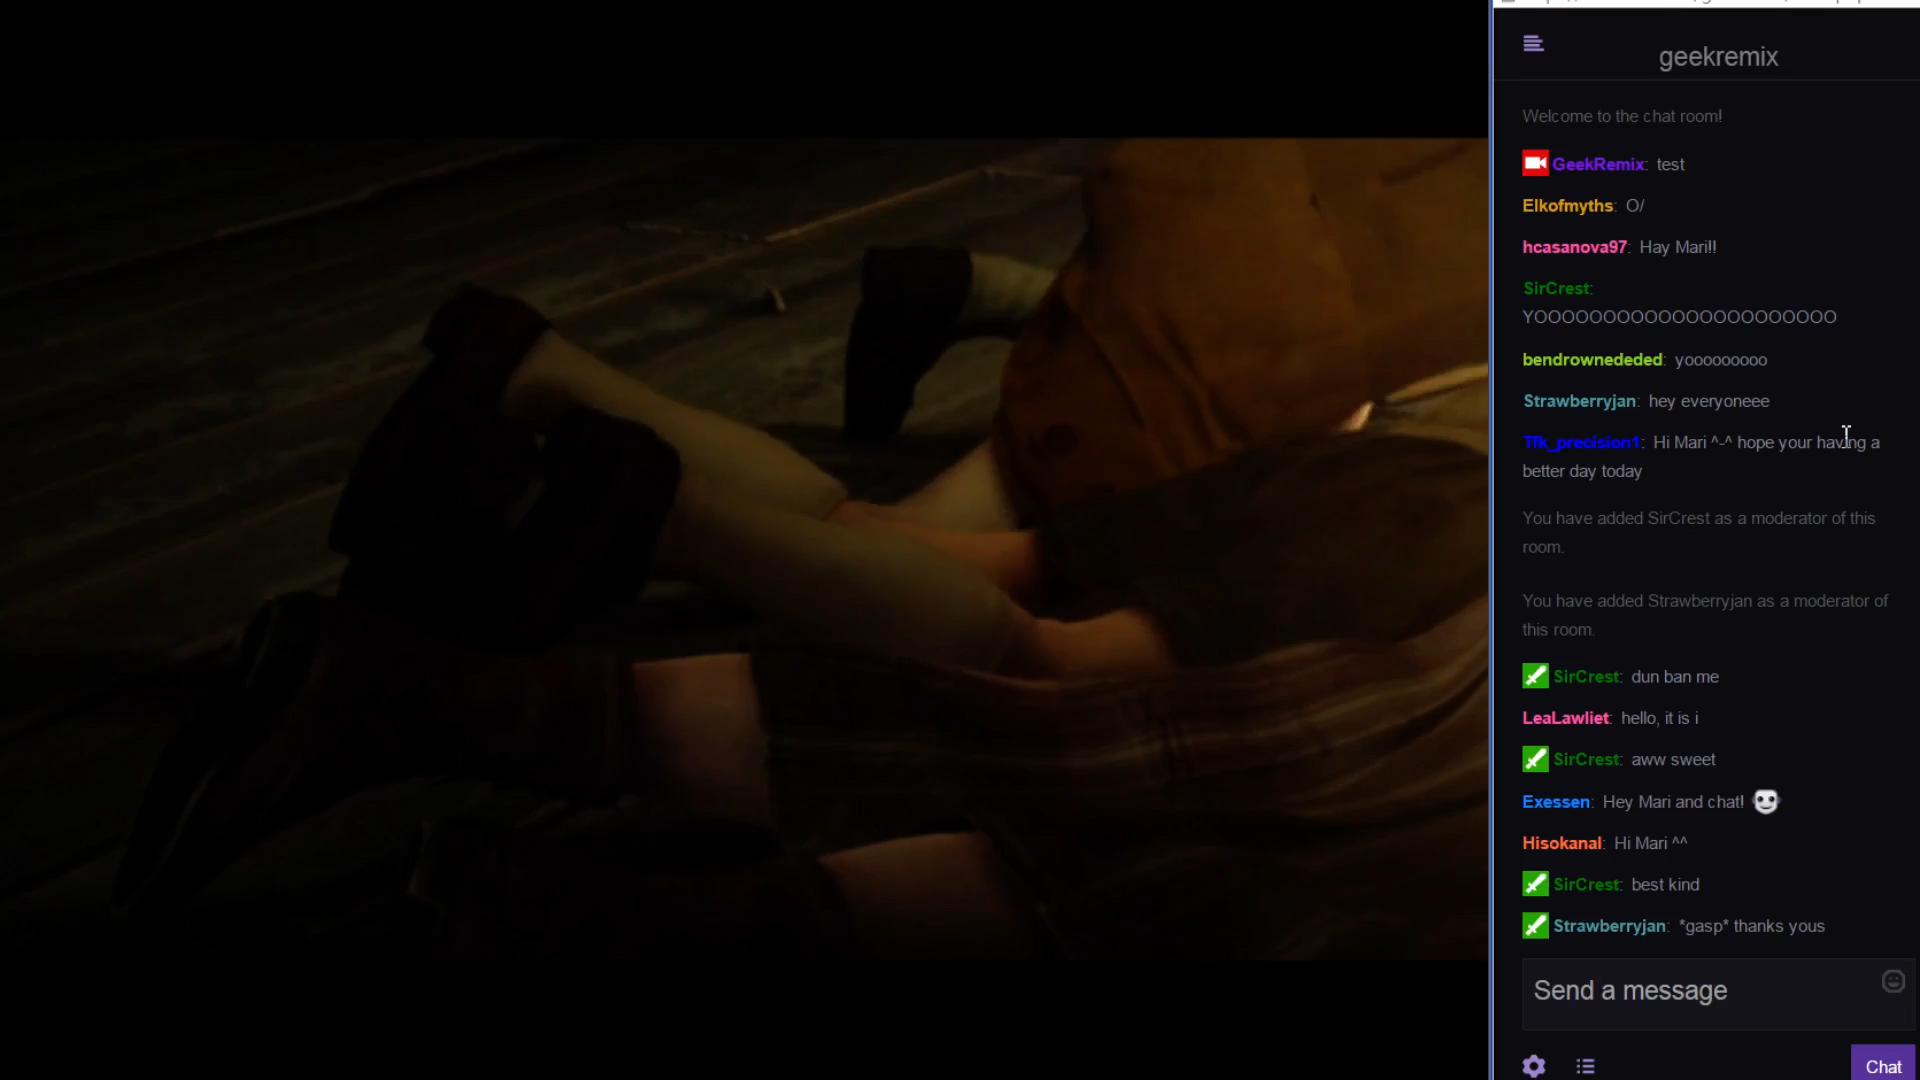 geekremix
Welcome to the chat room!
GeekRemix: test
Elkofmyths: O/
hcasanova97: Hay Mari!!
SirCrest:
YOOOOOOOOOOOOOOOOOOOOOO
bendrownededed: yooooooooo
Strawberryjan: hey everyoneee
Tfk_precision1: Hi Mari ^-^ hope your having a
better day today
You have added SirCrest as a moderator of this
room.
You have added Strawberryjan as a moderator of
this room.
SirCrest: dun ban me
LeaLawliet: hello, it is i
SirCrest: aww sweet
Exessen: Hey Mari and chat!
Hisokanal: Hi Mari ^^
SirCrest: best kind
Strawberryjan: *gasp* thanks yous
Send a message
Chat